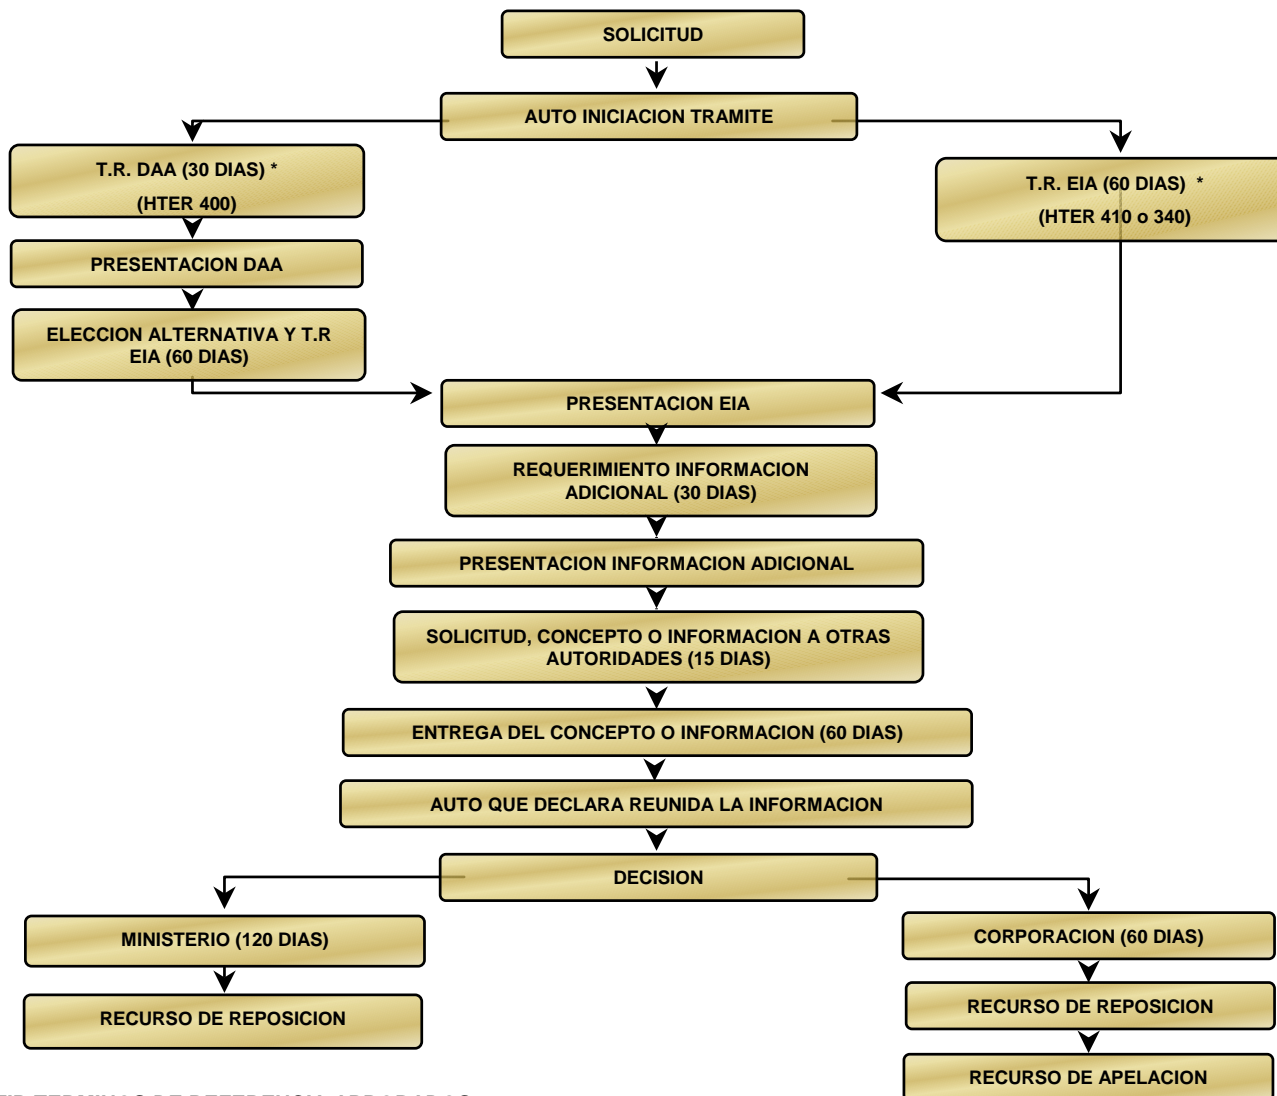 SOLICITUD
AUTO INICIACION TRAMITE
T.R. DAA (30 DIAS) *
(HTER 400)
T.R. EIA (60 DIAS) *
(HTER 410 o 340)
PRESENTACION DAA
ELECCION ALTERNATIVA Y T.R
EIA (60 DIAS)
PRESENTACION EIA
REQUERIMIENTO INFORMACION
ADICIONAL (30 DIAS)
PRESENTACION INFORMACION ADICIONAL
SOLICITUD, CONCEPTO O INFORMACION A OTRAS
AUTORIDADES (15 DIAS)
ENTREGA DEL CONCEPTO O INFORMACION (60 DIAS)
AUTO QUE DECLARA REUNIDA LA INFORMACION
DECISION
MINISTERIO (120 DIAS)
CORPORACION (60 DIAS)
RECURSO DE REPOSICION
RECURSO DE REPOSICION
RECURSO DE APELACION